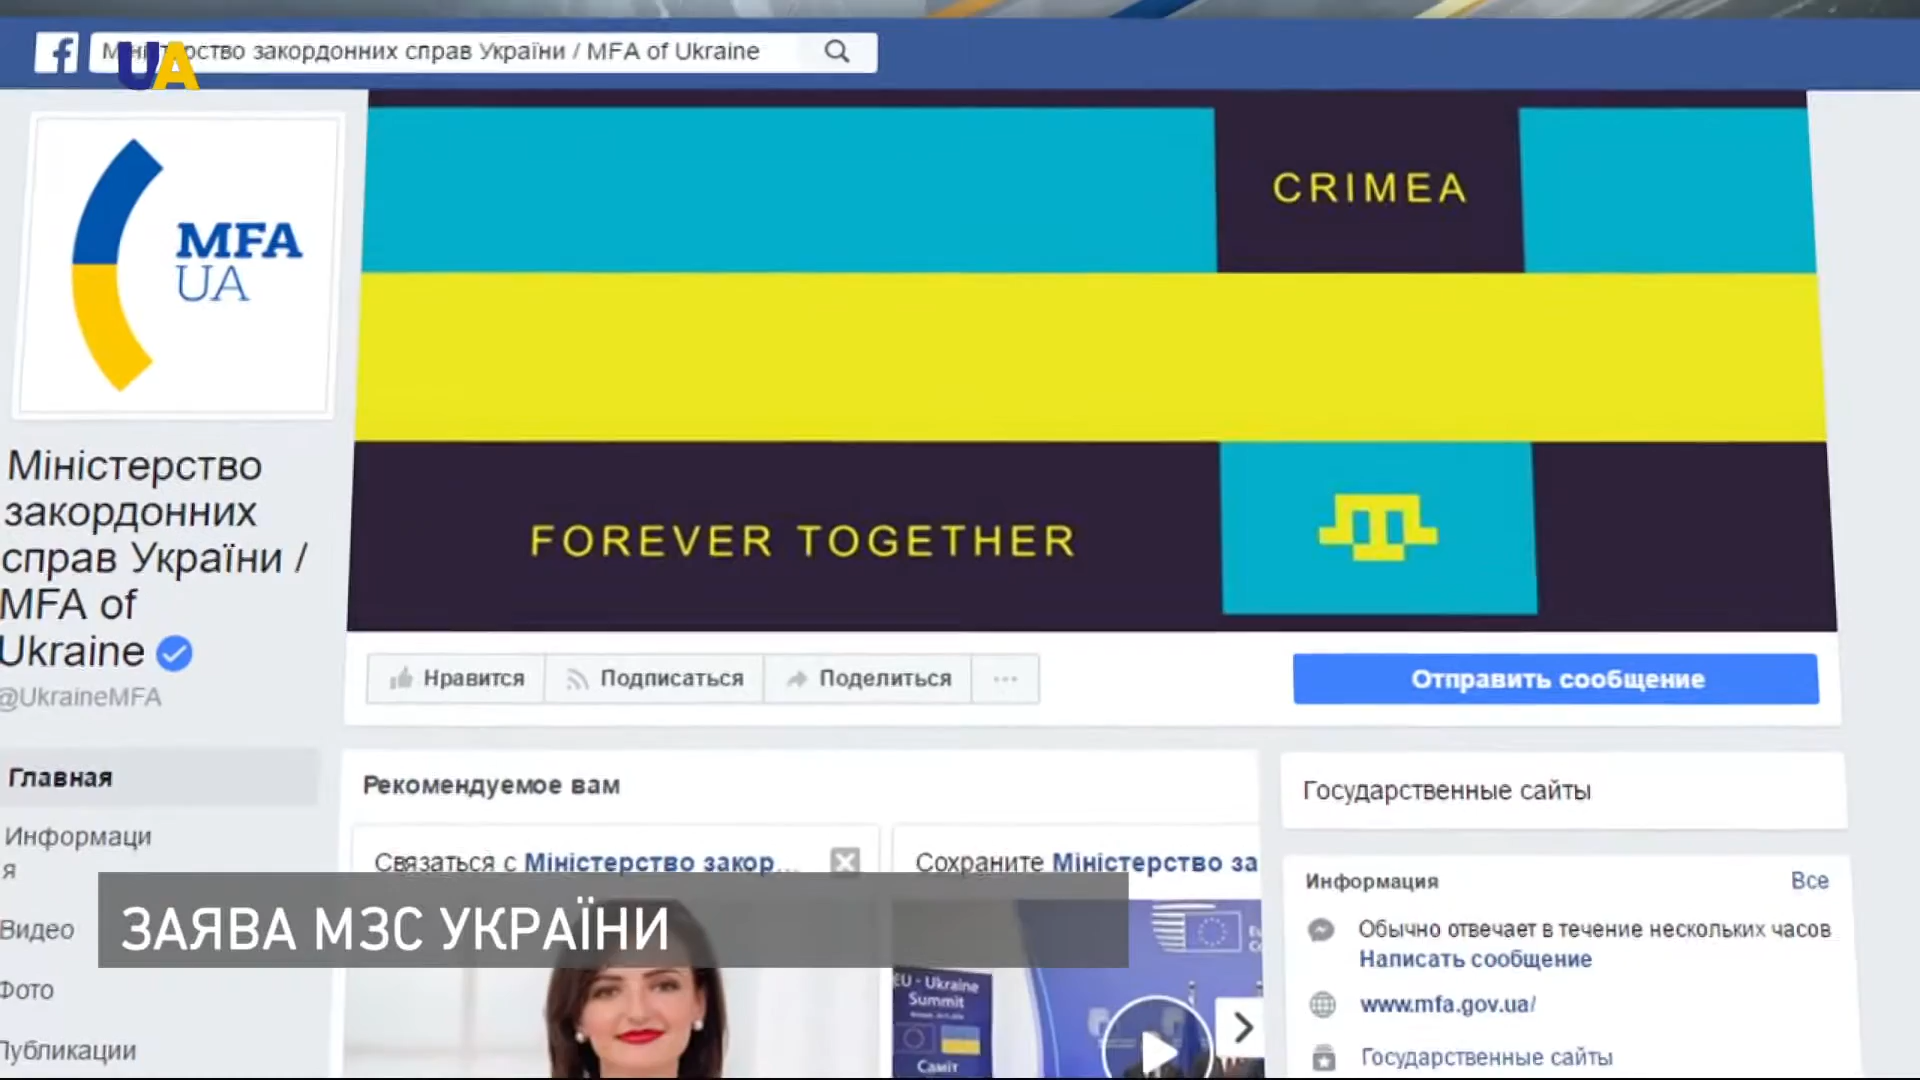 Міністерство закордонних справ України / MFA of Ukraine
UA
MFA
UA
CRIMEA
FOREVER TOGETHER
Міністерство
закордонних
справ України /
MFA of
Ukraine
@UkraineMFA
Нравится
Подписаться
Поделиться
Отправить сообщение
Главная
Информаци
я
Видео
Фото
Публикации
Рекомендуемое вам
Связаться с Міністерство закор...
Сохраните Міністерство за
EU - Ukraine
Summit
Саміт
Государственные сайты
Информация
Все
Обычно отвечает в течение нескольких часов
Написать сообщение
www.mfa.gov.ua/
Государственные сайты
ЗАЯВА МЗС УКРАЇНИ